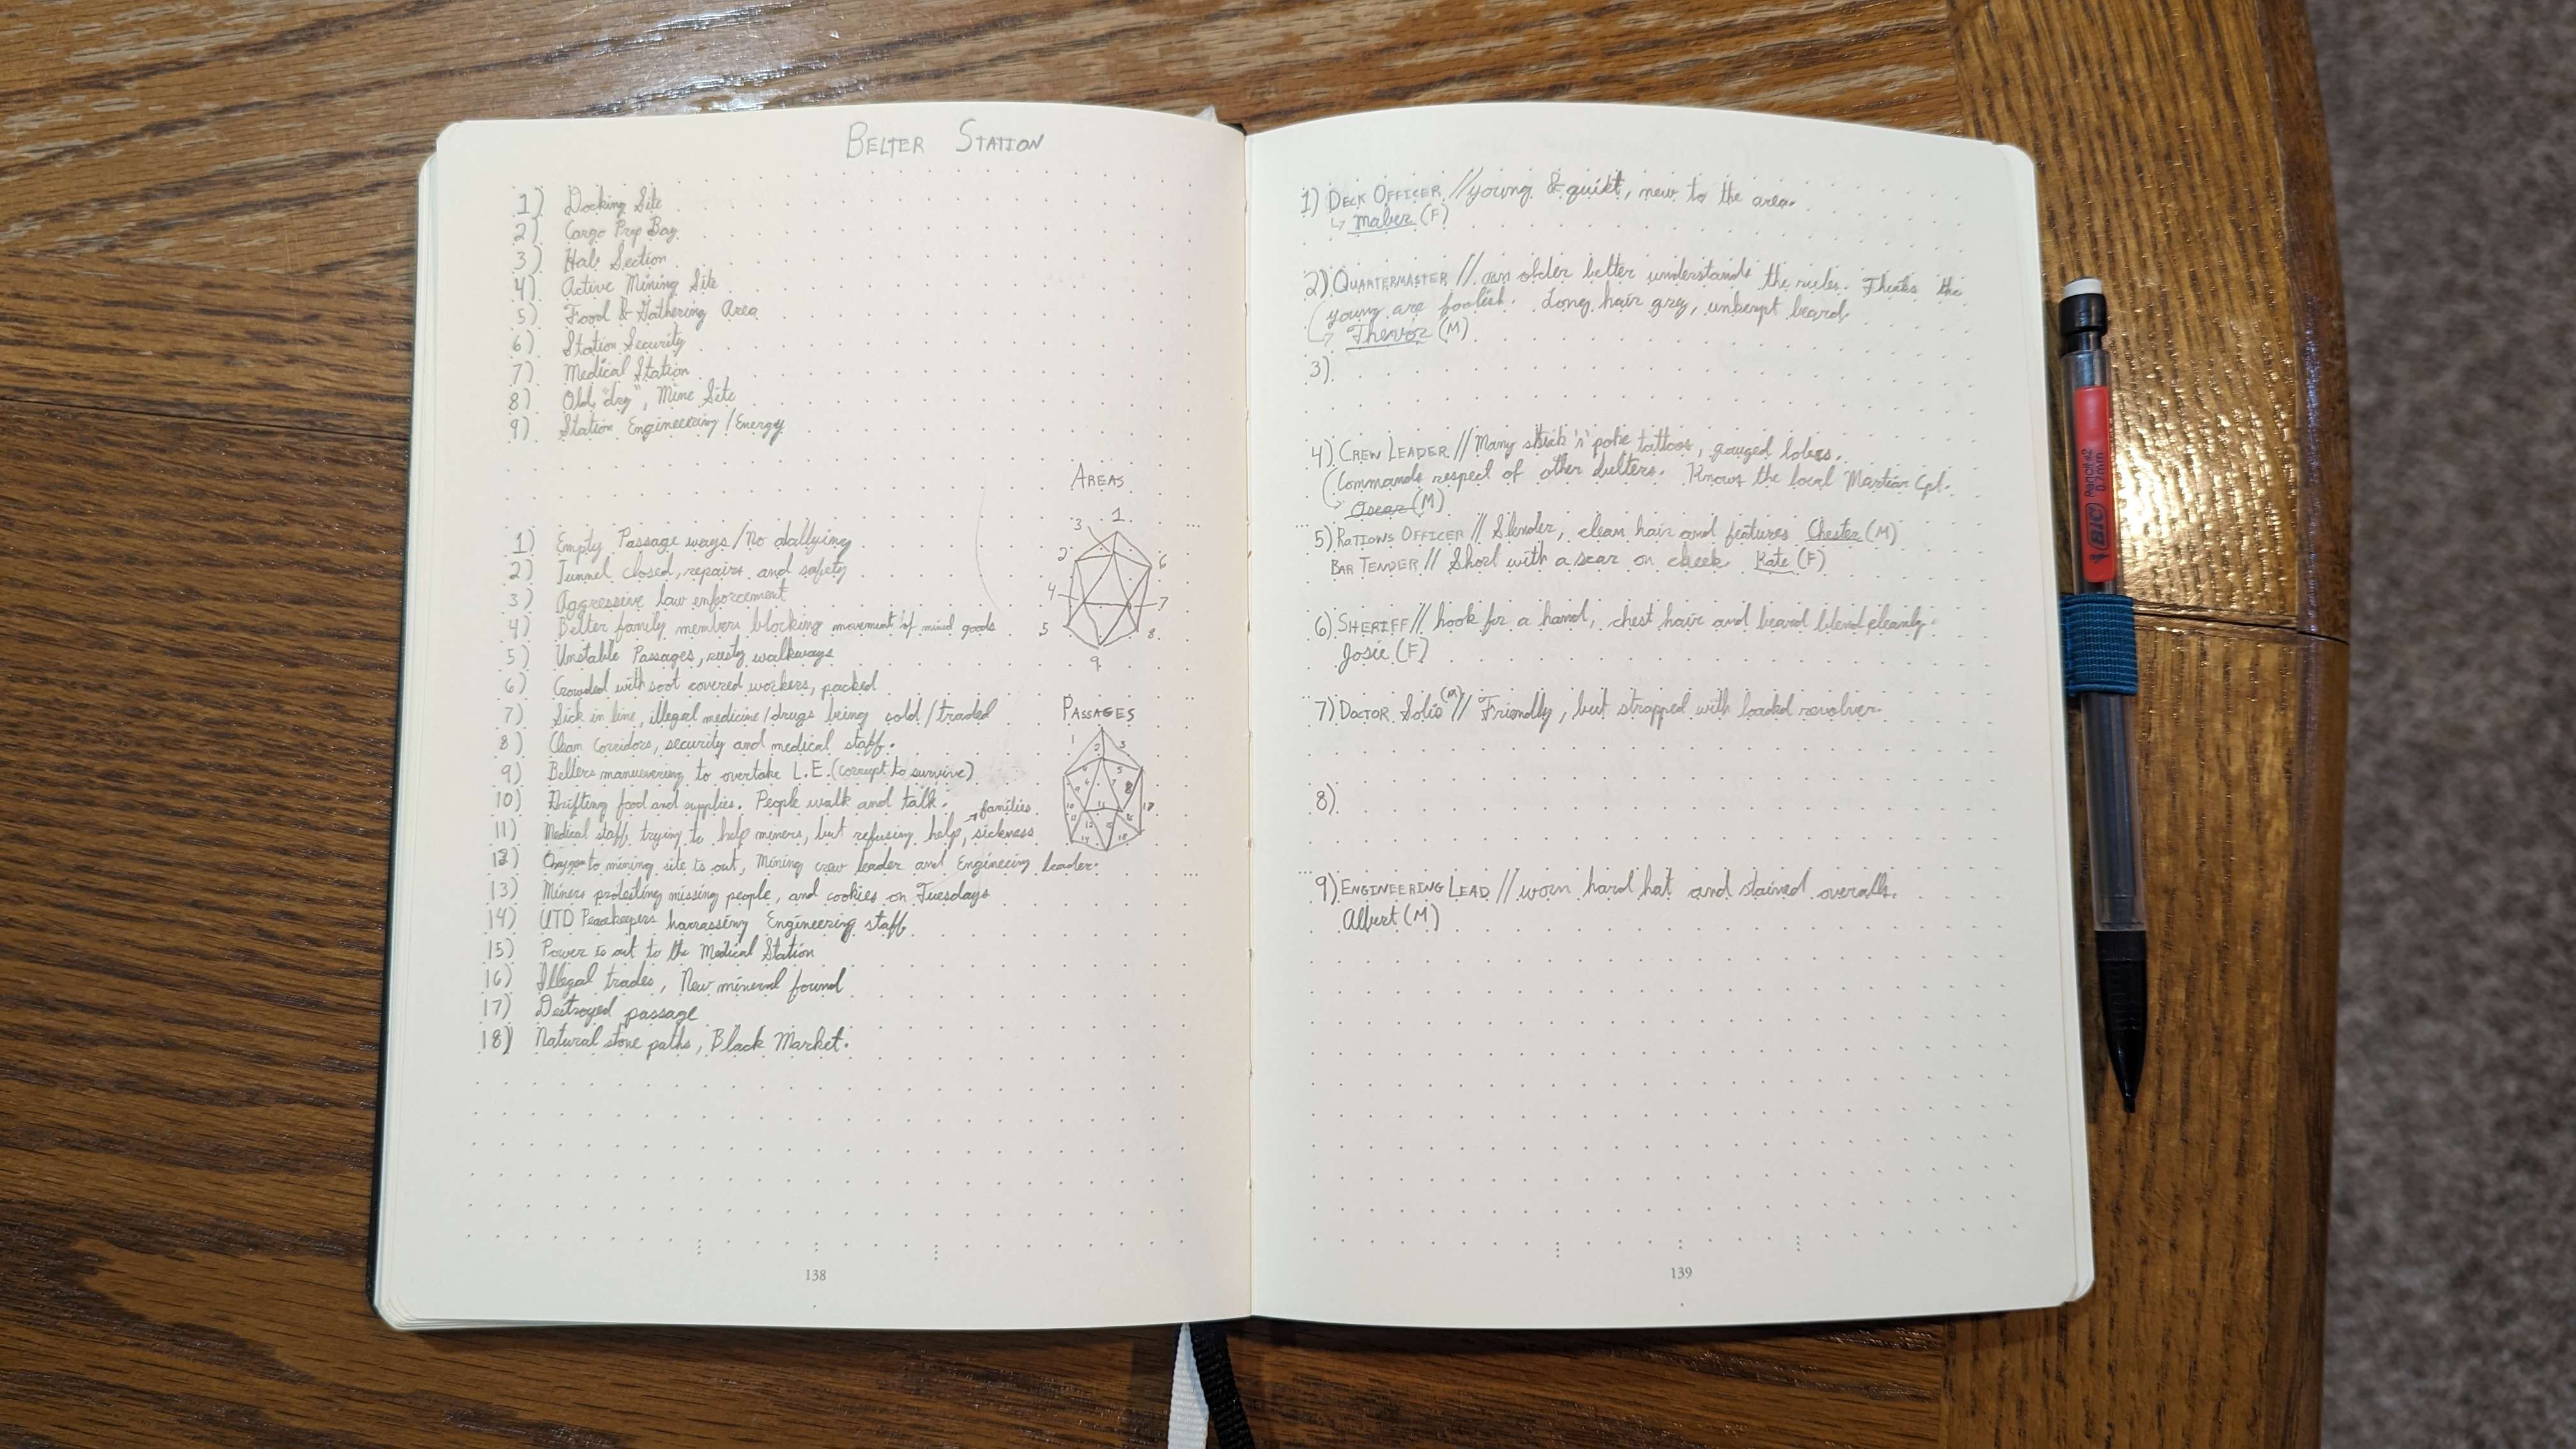 BELTER STATION
1) Docking Site
2) Cargo Prep Bay
3) Hab Section
4) Active Mining Site
5) Food & Gathering Area
6) Station Security
7) Medical Station
8) Old "dry", Mine Site
9) Station Engineering/Energy
AREAS
1
3
2
6
4
7
5
8
9
1) Empty Passage ways/No dallying
2) Tunnel closed, repairs and safety
3) Aggressive law enforcement
4) Belter family members blocking movement of mined goods
5) Unstable Passages, rusty walkways
6) Crowded with soot covered workers, packed
7) Sick in line, illegal medicine/drugs being sold/traded
8) Clean corridors, security and medical staff.
9) Belters manuvering to overtake L.E. (corrupt to survive)
10) Drifting food and supplies. People walk and talk.
families
11) Medical staff trying to help miners, but refusing help, sickness
12) Oxygen to mining site is out, Mining crew leader and Engineering leader.
13) Miners protesting missing people, and cookies on Tuesdays
14) UTD Peacekeepers harrassing Engineering staff
15) Power is out to the Medical Station
16) Illegal trades, New mineral found
17) Destroyed passage
18) Natural stone paths, Black Market.
PASSAGES
1 2 3
5
8
11
138
1) DECK OFFICER // young & quiet, new to the area.
Maber (F)
2) QUARTERMASTER // an older belter understands the rules. Thinks the
young are foolish. Long hair grey, unkempt beard
Thevor (M)
3)
4) CREW LEADER // Many stick 'n' poke tattoos, gauged lobes.
Commands respect of other bulters. Knows the local Martian Cpl.
Oscar (M)
5) RATIONS OFFICER // Slender, clean hair and features Chester (M)
BAR TENDER // Short with a scar on cheek. Kate (F)
6) SHERIFF // hook for a hand, chest hair and beard blend cleanly.
Josie (F)
7) DOCTOR Solis (M) // Friendly, but strapped with loaded revolver.
8)
9) ENGINEERING LEAD // worn hard hat and stained overalls.
Albert (M)
139
BIC
Pencil #2
0.7mm